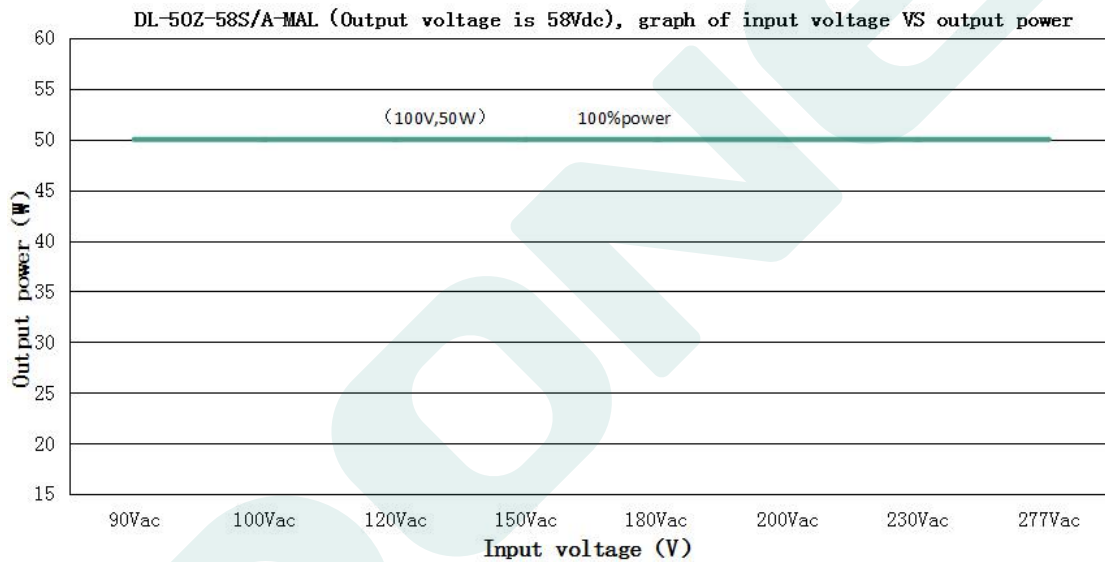 DL-50Z-58S/A-MAL (Output voltage is 58Vdc), graph of input voltage VS output power
60
55
(100V,50W) 100%power
50
45
40
35
30
25
20
15
Output power (W)
90Vac 100Vac 120Vac 150Vac 180Vac 200Vac 230Vac 277Vac
Input voltage (V)